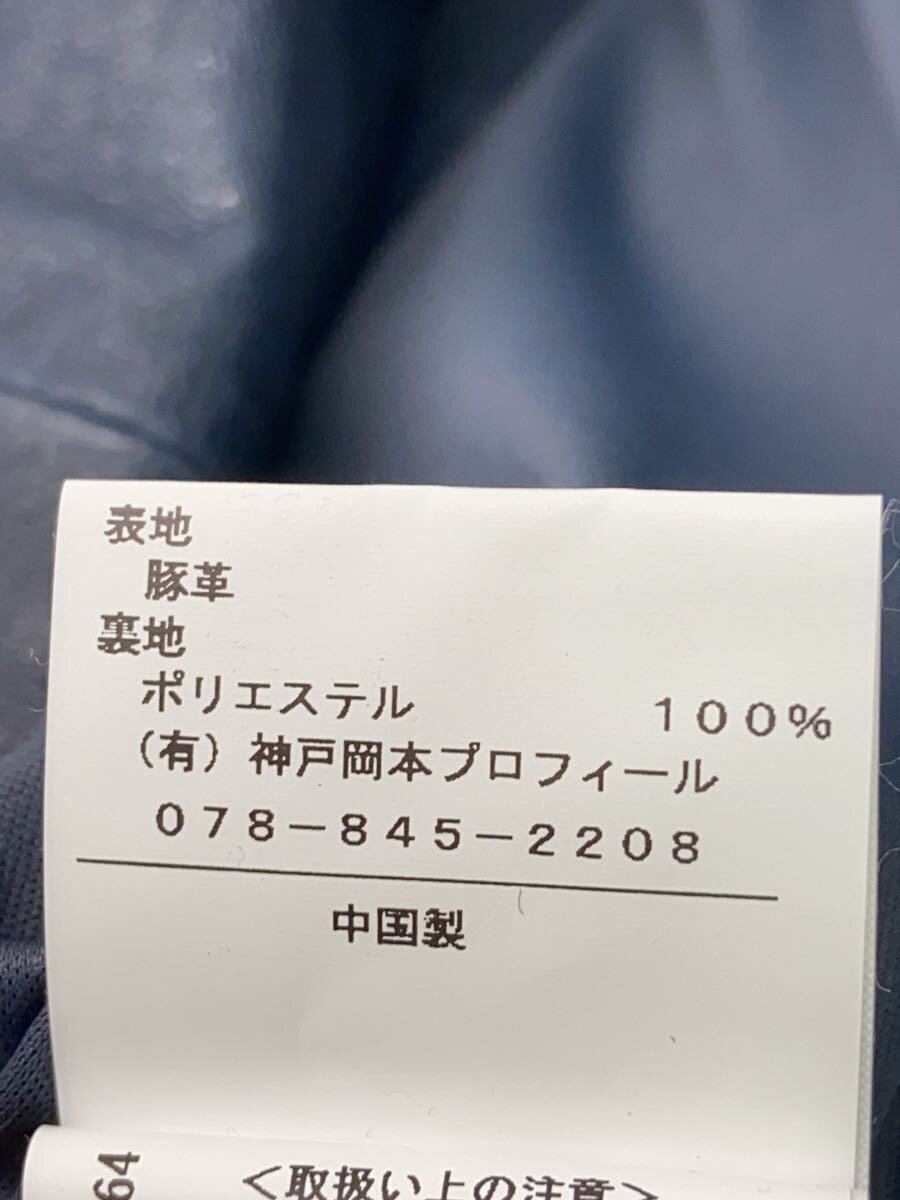 表地
豚革
裏地
ポリエステル　１００％
（有）神戸岡本プロフィール
０７８－８４５－２２０８
中国製
64
＜取扱い上の注意＞